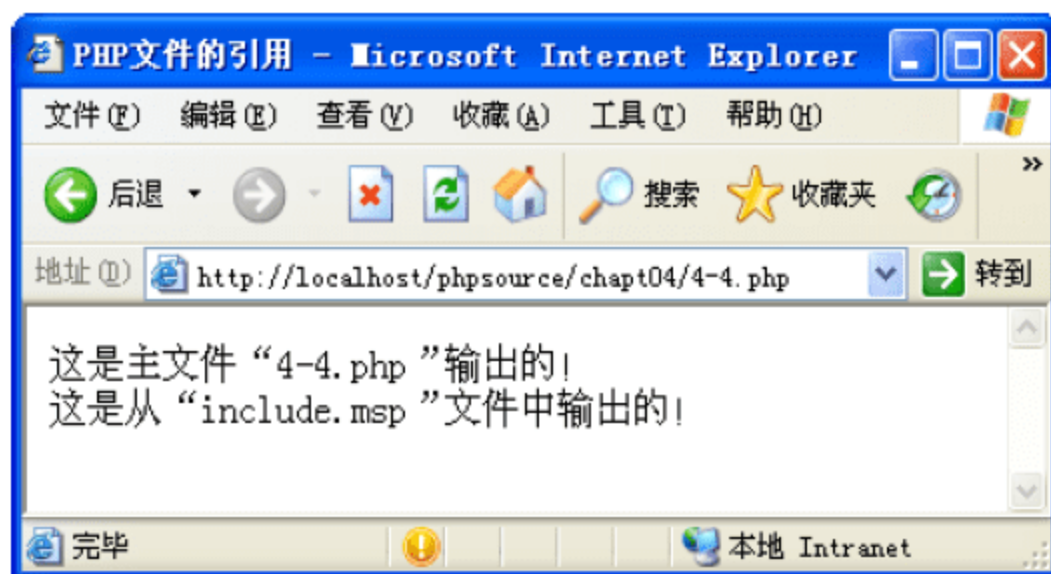 PHP文件的引用 - Microsoft Internet Explorer
文件(F) 编辑(E) 查看(V) 收藏(A) 工具(T) 帮助(H)
后退 搜索 收藏夹 »
地址(D) http://localhost/phpsource/chapt04/4-4.php 转到
这是主文件“4-4.php ”输出的!
这是从“include.msp ”文件中输出的!
完毕 本地 Intranet